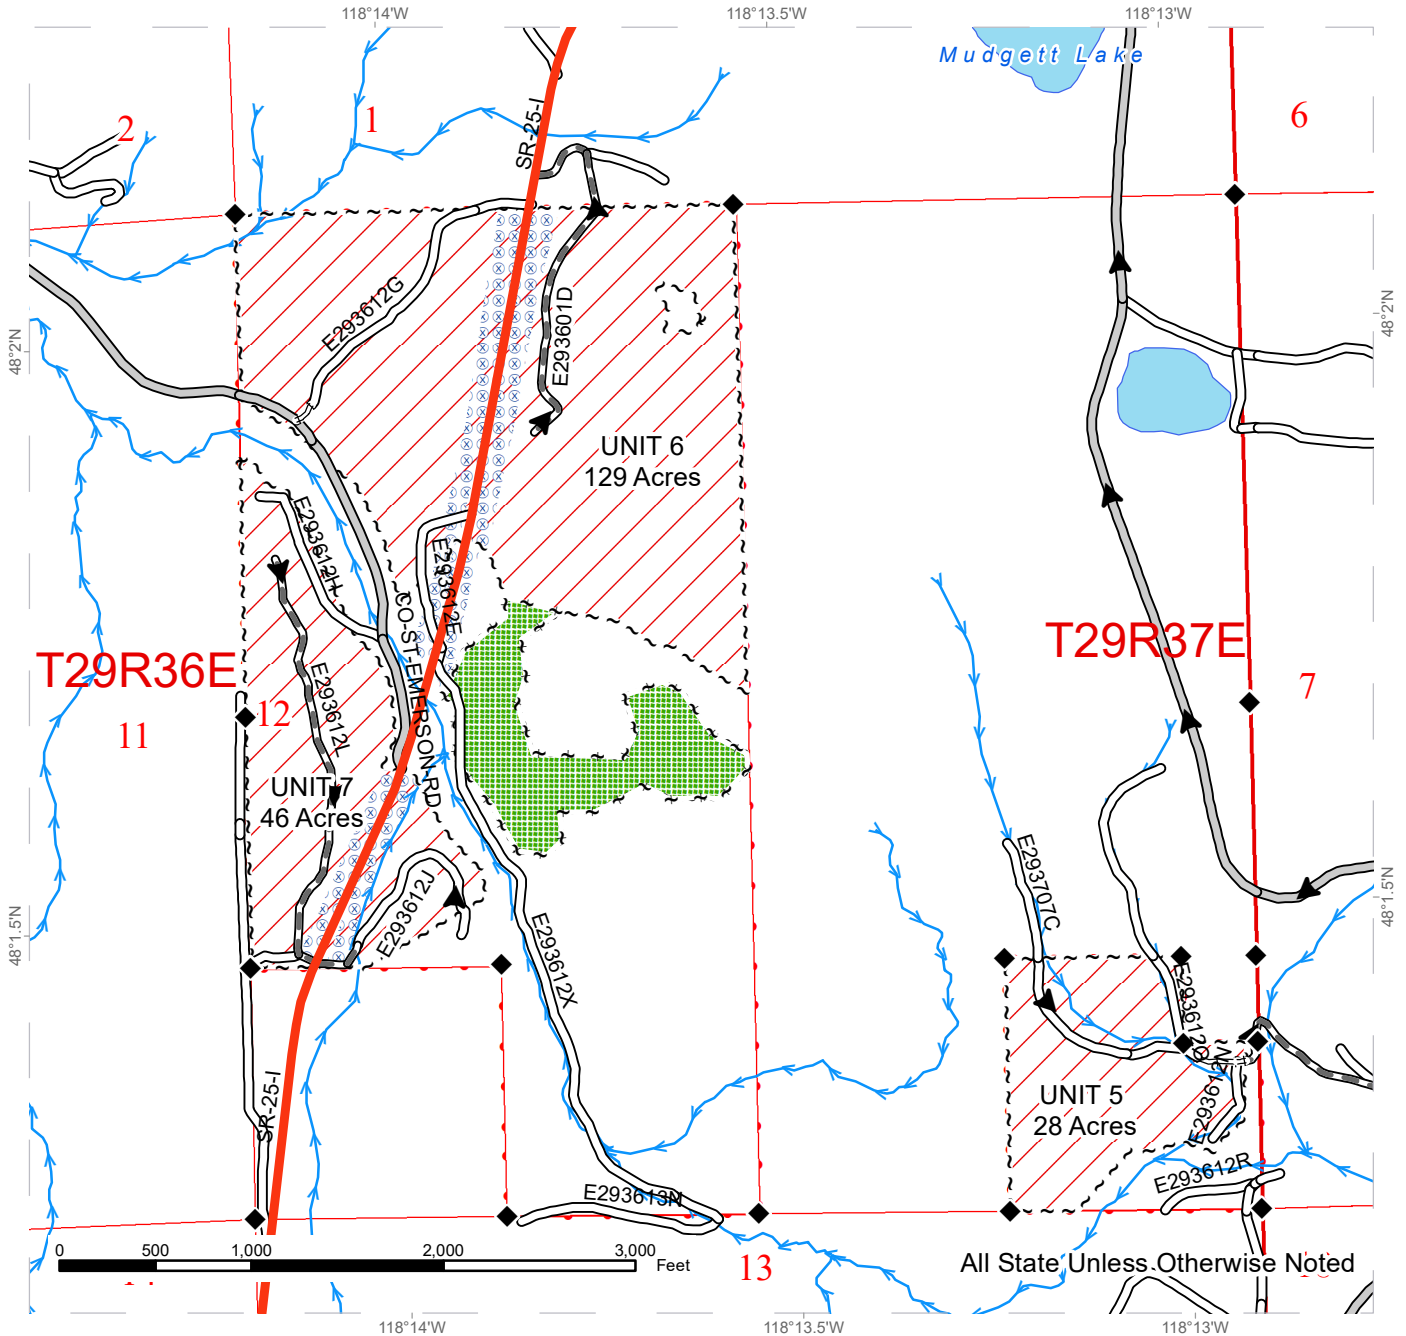 118°14'W
118°13.5'W
118°13'W
Mudgett Lake
2
1
6
SR-25-I
E293612G
E293601D
48°2'N
48°2'N
UNIT 6
129 Acres
E293612H
E293612E
CO-ST-EMERSON-RD
T29R36E
T29R37E
11
12
7
E293612L
UNIT 7
46 Acres
E293612J
E293612X
E293707C
48°1.5'N
48°1.5'N
E293612Q
E293612W
UNIT 5
28 Acres
SR-25-I
E293612R
E293613N
0
500
1,000
2,000
3,000
Feet
13
All State Unless Otherwise Noted
118°14'W
118°13.5'W
118°13'W